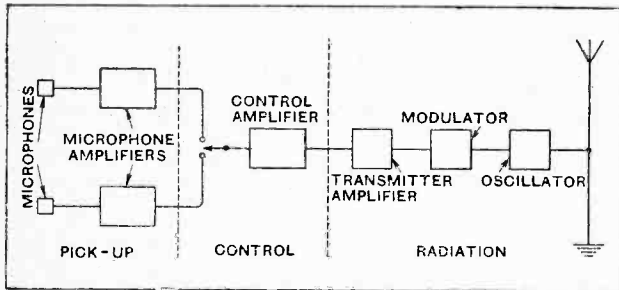 MICROPHONES
MICROPHONE
AMPLIFIERS
CONTROL
AMPLIFIER
TRANSMITTER
AMPLIFIER
MODULATOR
OSCILLATOR
PICK-UP
CONTROL
RADIATION